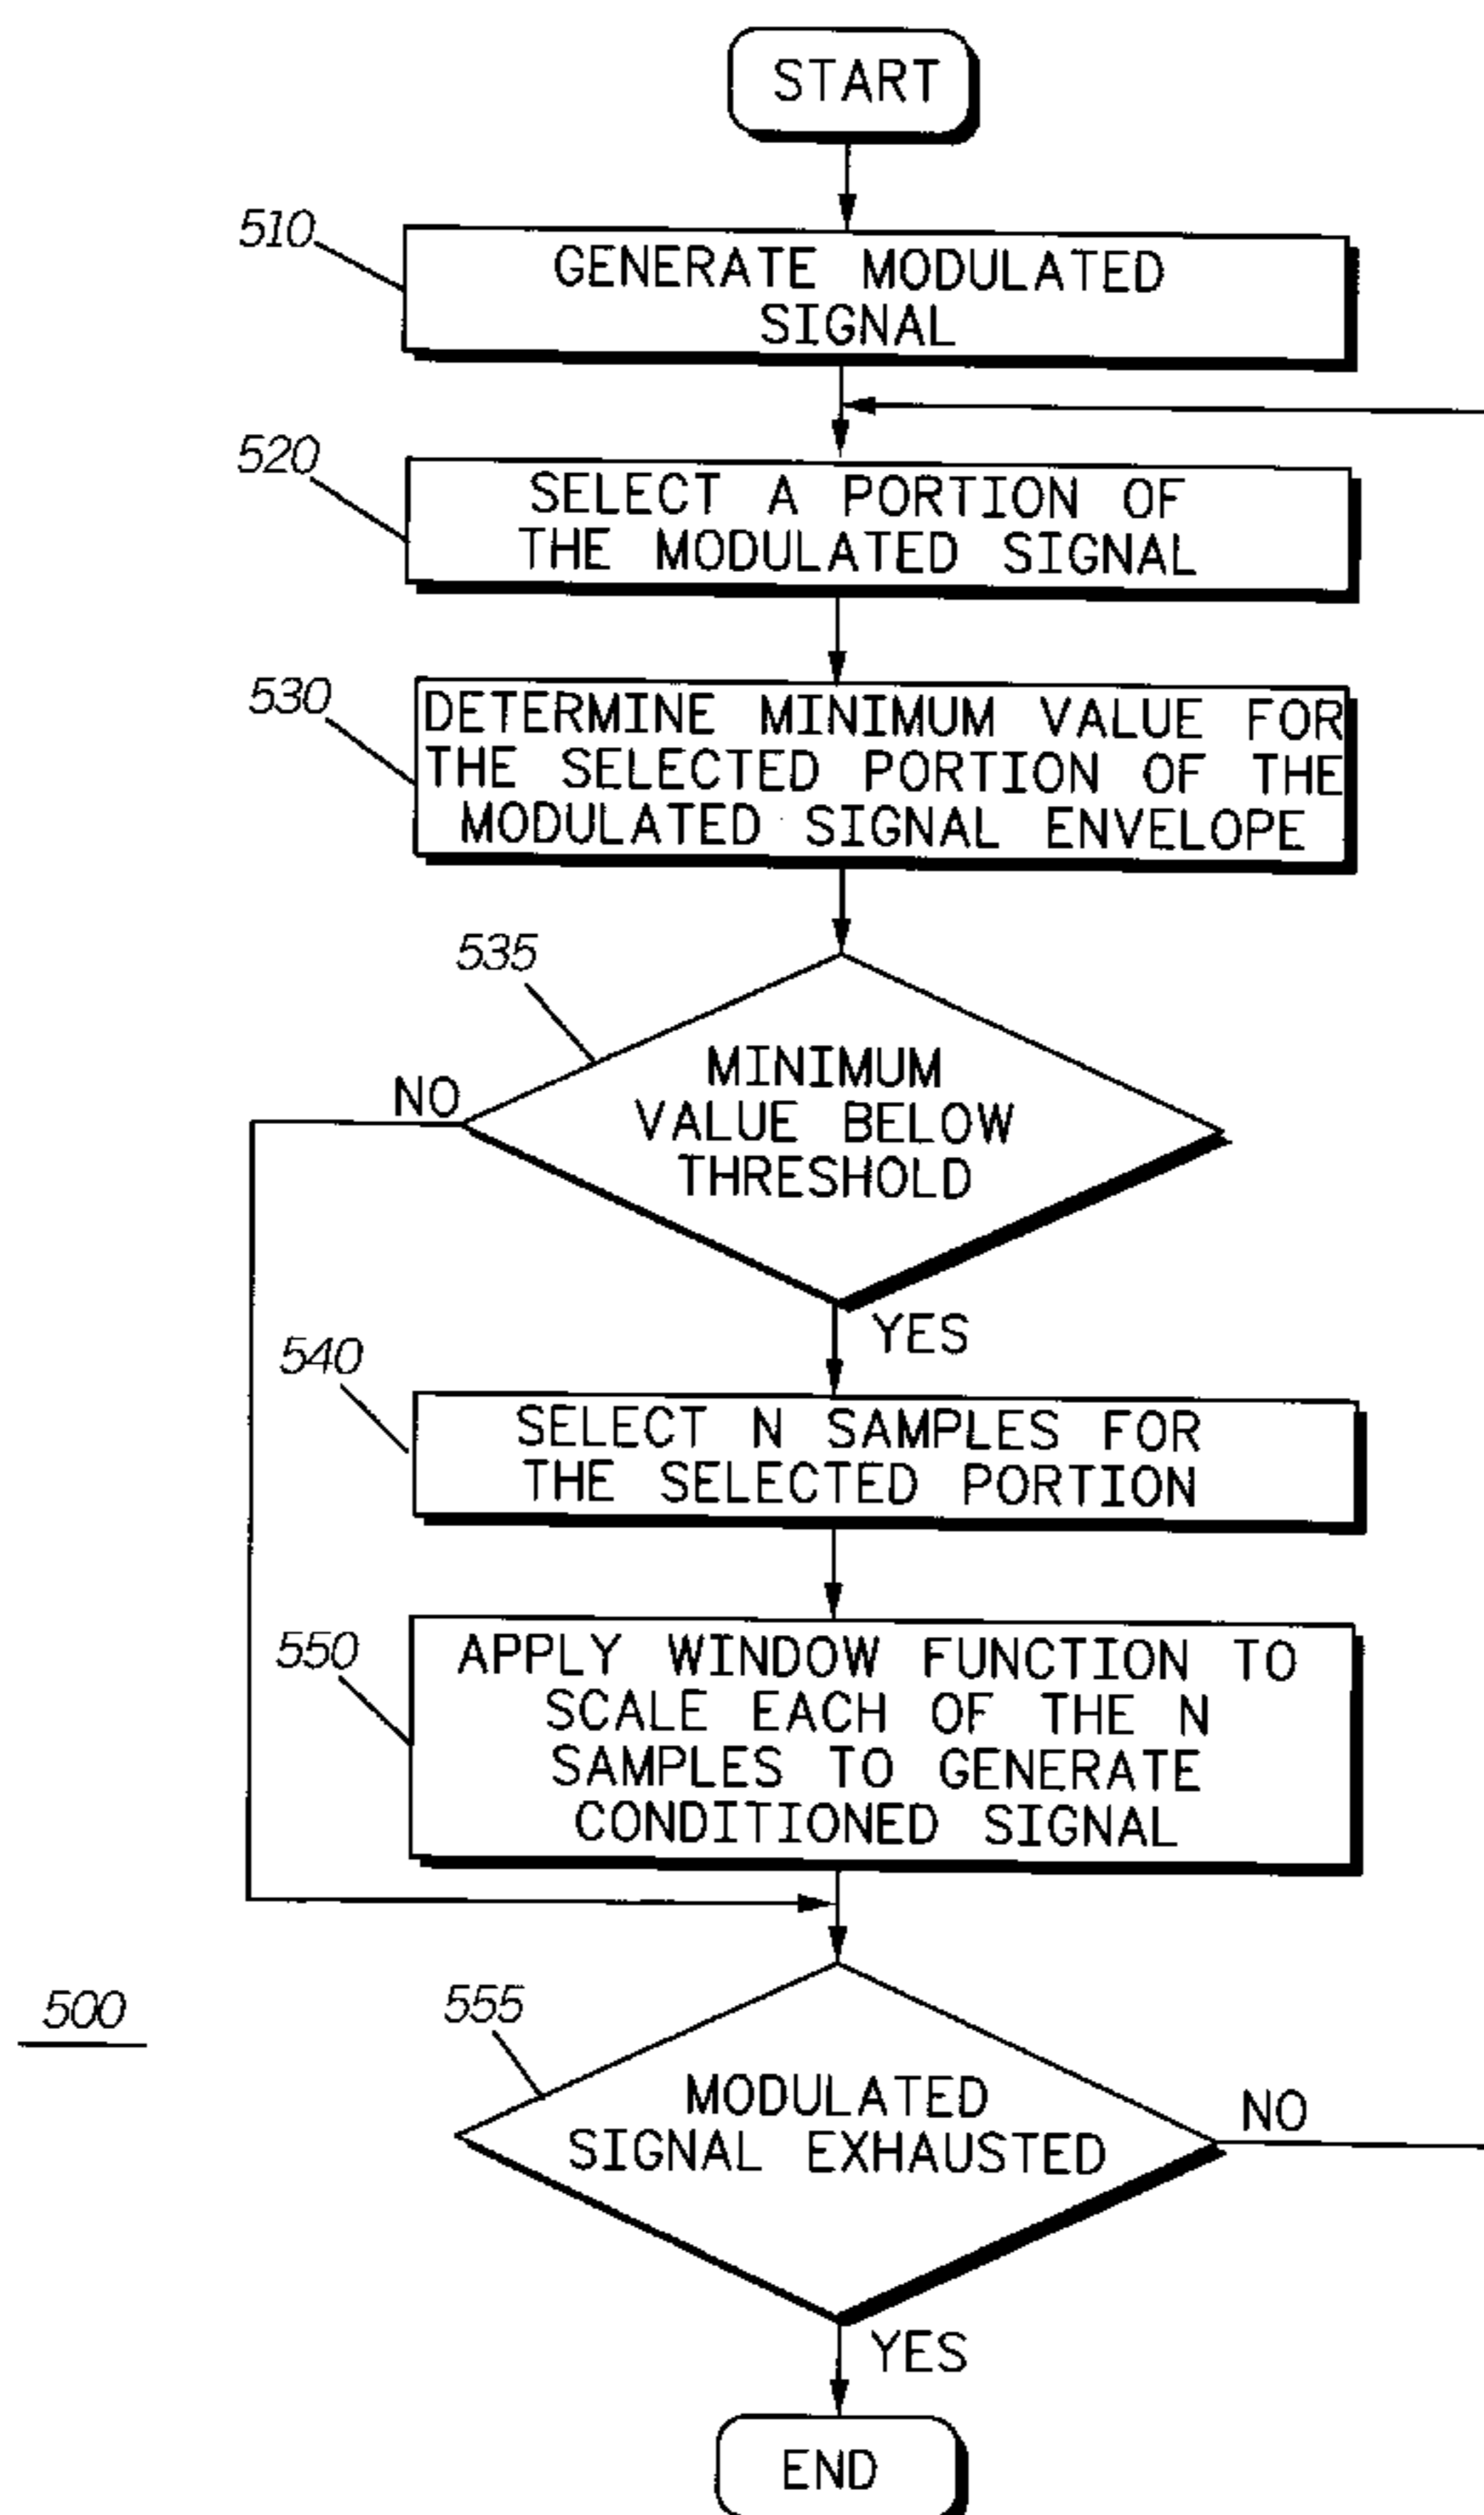 START
510
GENERATE MODULATED
SIGNAL
520
SELECT A PORTION OF
THE MODULATED SIGNAL
530
DETERMINE MINIMUM VALUE FOR
THE SELECTED PORTION OF THE
MODULATED SIGNAL ENVELOPE
535
MINIMUM
VALUE BELOW
THRESHOLD
NO
YES
540
SELECT N SAMPLES FOR
THE SELECTED PORTION
550
APPLY WINDOW FUNCTION TO
SCALE EACH OF THE N
SAMPLES TO GENERATE
CONDITIONED SIGNAL
500
555
MODULATED
SIGNAL EXHAUSTED
NO
YES
END